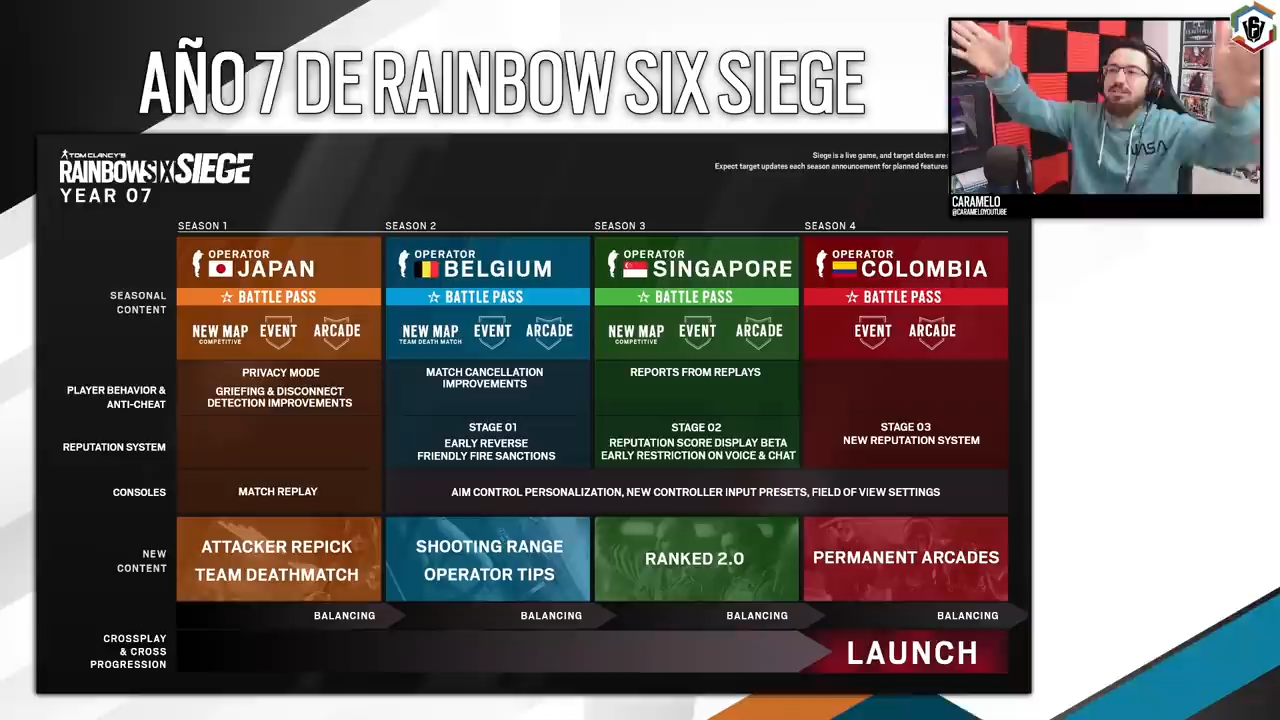 AÑO 7 DE RAINBOW SIX SIEGE
TOM CLANCY'S
RAINBOWSIX SIEGE
YEAR 07
Siege is a live game, and target dates are
Expect target updates each season announcement for planned features
NASA
CARAMELO
@CARAMELOYOUTUBE
SEASON 1
SEASON 2
SEASON 3
SEASON 4
OPERATOR
JAPAN
OPERATOR
BELGIUM
OPERATOR
SINGAPORE
OPERATOR
COLOMBIA
SEASONAL
CONTENT
BATTLE PASS
BATTLE PASS
BATTLE PASS
BATTLE PASS
NEW MAP
COMPETITIVE
EVENT
ARCADE
NEW MAP
TEAM DEATH MATCH
EVENT
ARCADE
NEW MAP
COMPETITIVE
EVENT
ARCADE
EVENT
ARCADE
PLAYER BEHAVIOR &
ANTI-CHEAT
PRIVACY MODE
GRIEFING & DISCONNECT
DETECTION IMPROVEMENTS
MATCH CANCELLATION
IMPROVEMENTS
REPORTS FROM REPLAYS
REPUTATION SYSTEM
STAGE 01
EARLY REVERSE
FRIENDLY FIRE SANCTIONS
STAGE 02
REPUTATION SCORE DISPLAY BETA
EARLY RESTRICTION ON VOICE & CHAT
STAGE 03
NEW REPUTATION SYSTEM
CONSOLES
MATCH REPLAY
AIM CONTROL PERSONALIZATION, NEW CONTROLLER INPUT PRESETS, FIELD OF VIEW SETTINGS
NEW
CONTENT
ATTACKER REPICK
TEAM DEATHMATCH
SHOOTING RANGE
OPERATOR TIPS
RANKED 2.0
PERMANENT ARCADES
BALANCING
BALANCING
BALANCING
BALANCING
CROSSPLAY
& CROSS
PROGRESSION
LAUNCH